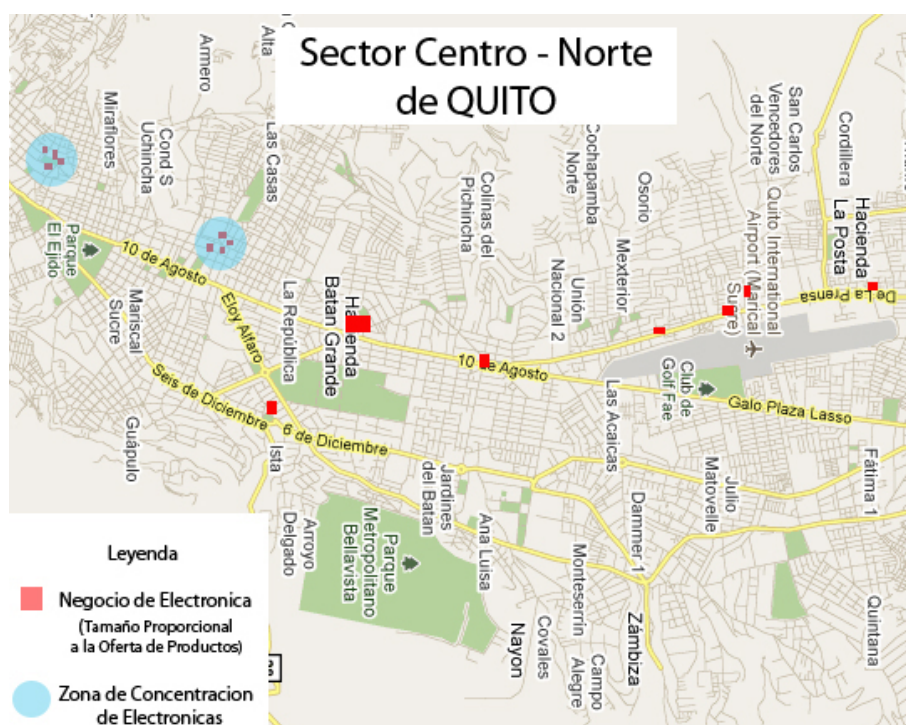 Sector Centro - Norte
de QUITO
Armero
Alta
Miraflores
Cond S
Uchincha
Las Casas
Colinas del
Pichincha
Cochapamba
Norte
Osorio
San Carlos
Vencedores
del Norte
Cordillera
Hacienda
La Posta
Quito International
Airport (Marical
Sucre)
Mexterior
Unión
Nacional 2
De La Prensa
Parque
El Ejido
10 de Agosto
Mariscal
Sucre
Eloy Alfaro
La República
Hacienda
Batan Grande
10 de Agosto
Club de
Golf Fae
Galo Plaza Lasso
Las Acaicas
Seis de Diciembre
6 de Diciembre
Guápulo
Ista
Jardines
del Batan
Ana Luisa
Julio
Matovelle
Fátima 1
Dammer 1
Arroyo
Delgado
Parque
Metropolitano
Bellavista
Monteserrin
Zámbiza
Quintana
Nayon
Covales
Campo
Alegre
Leyenda
Negocio de Electronica
(Tamaño Proporcional
a la Oferta de Productos)
Zona de Concentracion
de Electronicas